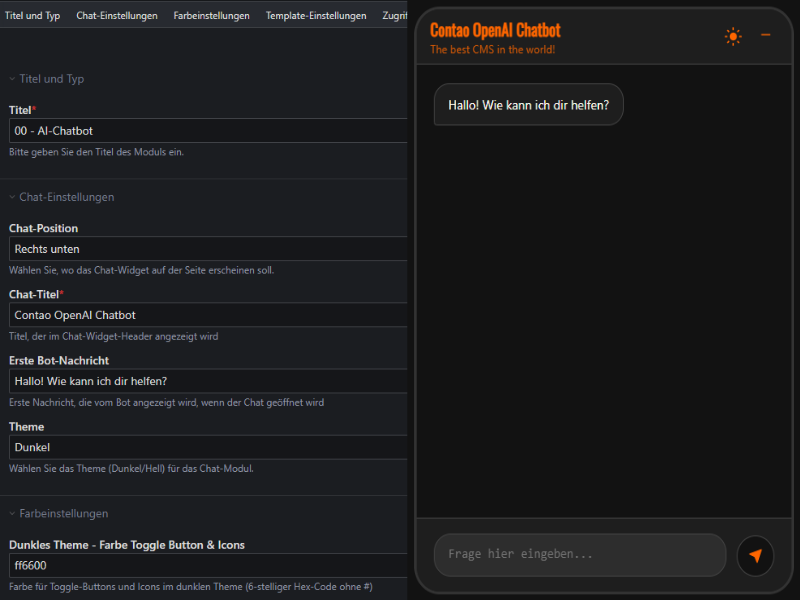 Titel und Typ Chat-Einstellungen Farbeinstellungen Template-Einstellungen
Titel und Typ
Titel*
00 - AI-Chatbot
Bitte geben Sie den Titel des Moduls ein.
Chat-Einstellungen
Chat-Position
Rechts unten
Wählen Sie, wo das Chat-Widget auf der Seite erscheinen soll.
Chat-Titel*
Contao OpenAI Chatbot
Titel, der im Chat-Widget-Header angezeigt wird
Erste Bot-Nachricht
Hallo! Wie kann ich dir helfen?
Erste Nachricht, die vom Bot angezeigt wird, wenn der Chat geöffnet wird
Theme
Dunkel
Wählen Sie das Theme (Dunkel/Hell) für das Chat-Modul.
Farbeinstellungen
Dunkles Theme - Farbe Toggle Button & Icons
ff6600
Farbe für Toggle-Buttons und Icons im dunklen Theme (6-stelliger Hex-Code ohne #)
Contao OpenAI Chatbot
The best CMS in the world!
Hallo! Wie kann ich dir helfen?
Frage hier eingeben...